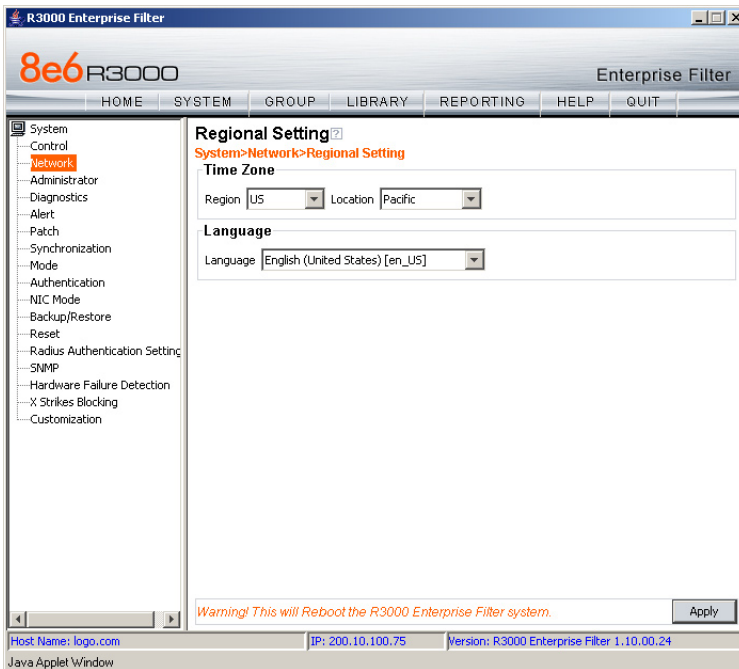 R3000 Enterprise Filter
8e6 R3000
Enterprise Filter
HOME SYSTEM GROUP LIBRARY REPORTING HELP QUIT
System
Control
Network
Administrator
Diagnostics
Alert
Patch
Synchronization
Mode
Authentication
NIC Mode
Backup/Restore
Reset
Radius Authentication Setting
SNMP
Hardware Failure Detection
X Strikes Blocking
Customization
Regional Setting ?
System>Network>Regional Setting
Time Zone
Region US Location Pacific
Language
Language English (United States) [en_US]
Warning! This will Reboot the R3000 Enterprise Filter system. Apply
Host Name: logo.com IP: 200.10.100.75 Version: R3000 Enterprise Filter 1.10.00.24
Java Applet Window